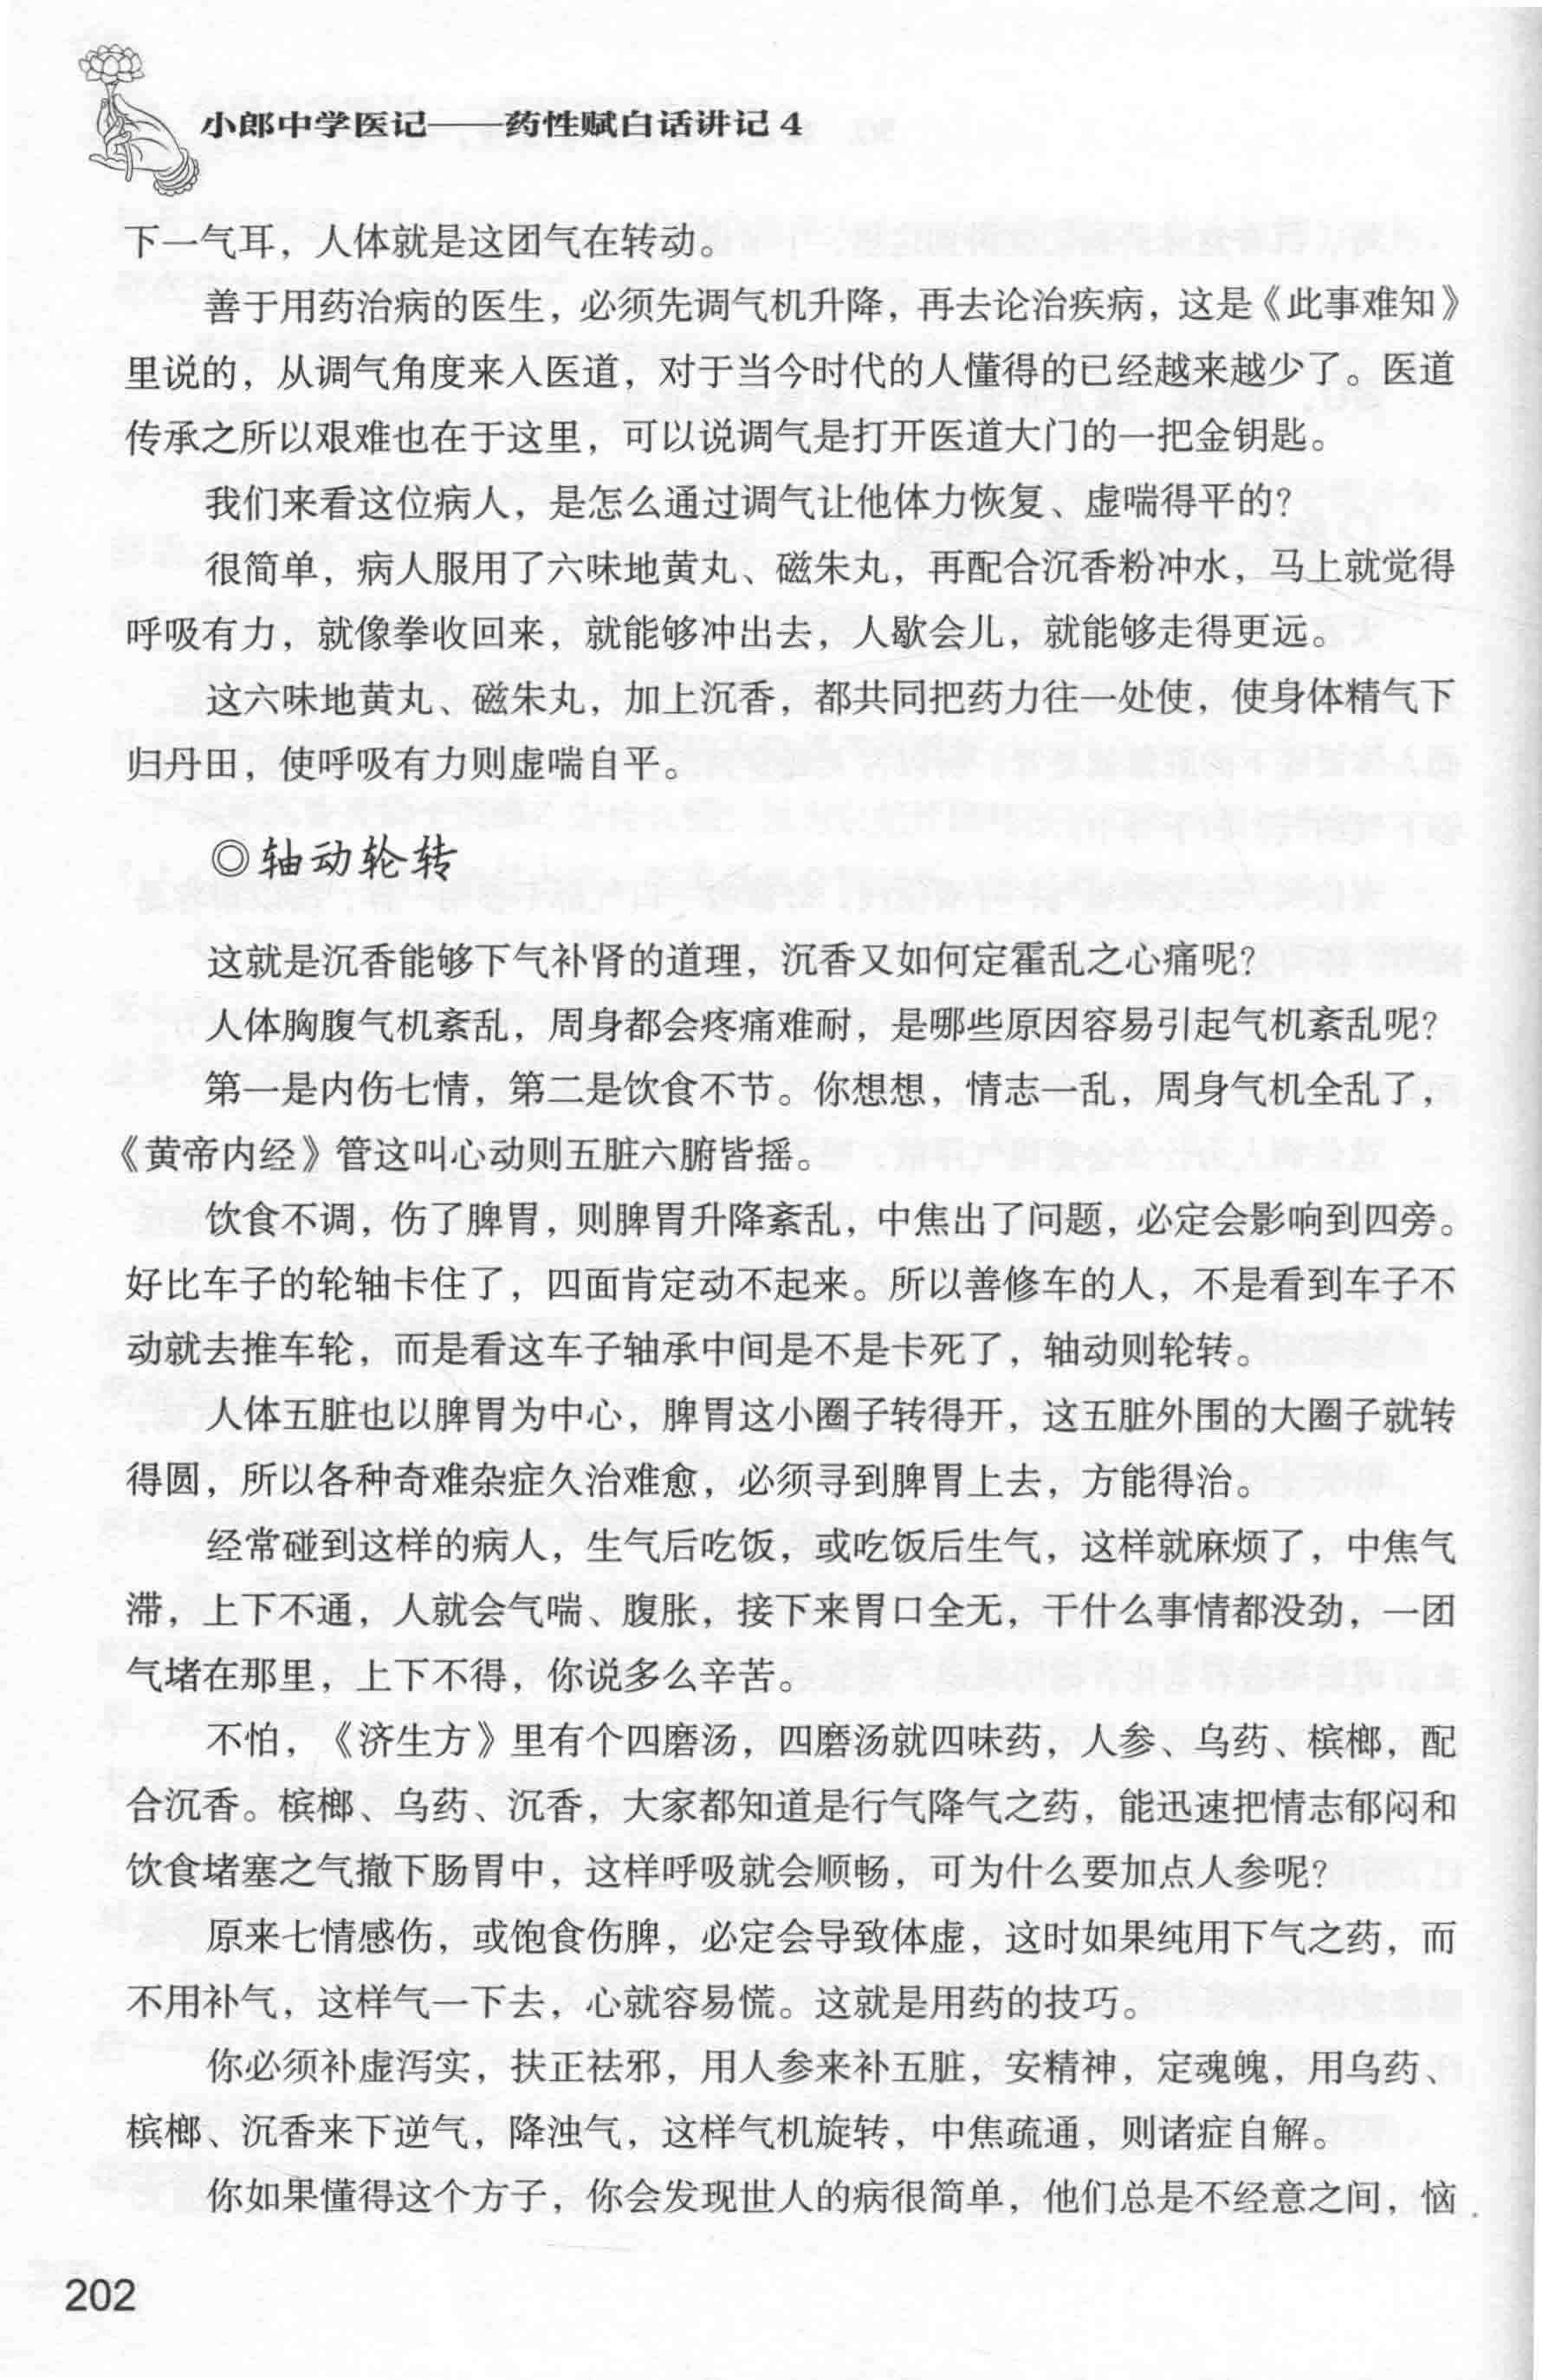 小郎中学医记——药性赋白话讲记4
下一气耳，人体就是这团气在转动。
善于用药治病的医生，必须先调气机升降，再去论治疾病，这是《此事难知》
里说的，从调气角度来入医道，对于当今时代的人懂得的已经越来越少了。医道
传承之所以艰难也在于这里，可以说调气是打开医道大门的一把金钥匙。
我们来看这位病人，是怎么通过调气让他体力恢复、虚喘得平的？
很简单，病人服用了六味地黄丸、磁朱丸，再配合沉香粉冲水，马上就觉得
呼吸有力，就像拳收回来，就能够冲出去，人歇会儿，就能够走得更远。
这六味地黄丸、磁朱丸，加上沉香，都共同把药力往一处使，使身体精气下
归丹田，使呼吸有力则虚喘自平。
◎轴动轮转
这就是沉香能够下气补肾的道理，沉香又如何定霍乱之心痛呢？
人体胸腹气机紊乱，周身都会疼痛难耐，是哪些原因容易引起气机紊乱呢？
第一是内伤七情，第二是饮食不节。你想想，情志一乱，周身气机全乱了，
《黄帝内经》管这叫心动则五脏六腑皆摇。
饮食不调，伤了脾胃，则脾胃升降紊乱，中焦出了问题，必定会影响到四旁。
好比车子的轮轴卡住了，四面肯定动不起来。所以善修车的人，不是看到车子不
动就去推车轮，而是看这车子轴承中间是不是卡死了，轴动则轮转。
人体五脏也以脾胃为中心，脾胃这小圈子转得开，这五脏外围的大圈子就转
得圆，所以各种奇难杂症久治难愈，必须寻到脾胃上去，方能得治。
经常碰到这样的病人，生气后吃饭，或吃饭后生气，这样就麻烦了，中焦气
滞，上下不通，人就会气喘、腹胀，接下来胃口全无，干什么事情都没劲，一团
气堵在那里，上下不得，你说多么辛苦。
不怕，《济生方》里有个四磨汤，四磨汤就四味药，人参、乌药、槟榔，配
合沉香。槟榔、乌药、沉香，大家都知道是行气降气之药，能迅速把情志郁闷和
饮食堵塞之气撤下肠胃中，这样呼吸就会顺畅，可为什么要加点人参呢？
原来七情感伤，或饱食伤脾，必定会导致体虚，这时如果纯用下气之药，而
不用补气，这样气一下去，心就容易慌。这就是用药的技巧。
你必须补虚泻实，扶正祛邪，用人参来补五脏，安精神，定魂魄，用乌药、
槟榔、沉香来下逆气，降浊气，这样气机旋转，中焦疏通，则诸症自解。
你如果懂得这个方子，你会发现世人的病很简单，他们总是不经意之间，恼
202